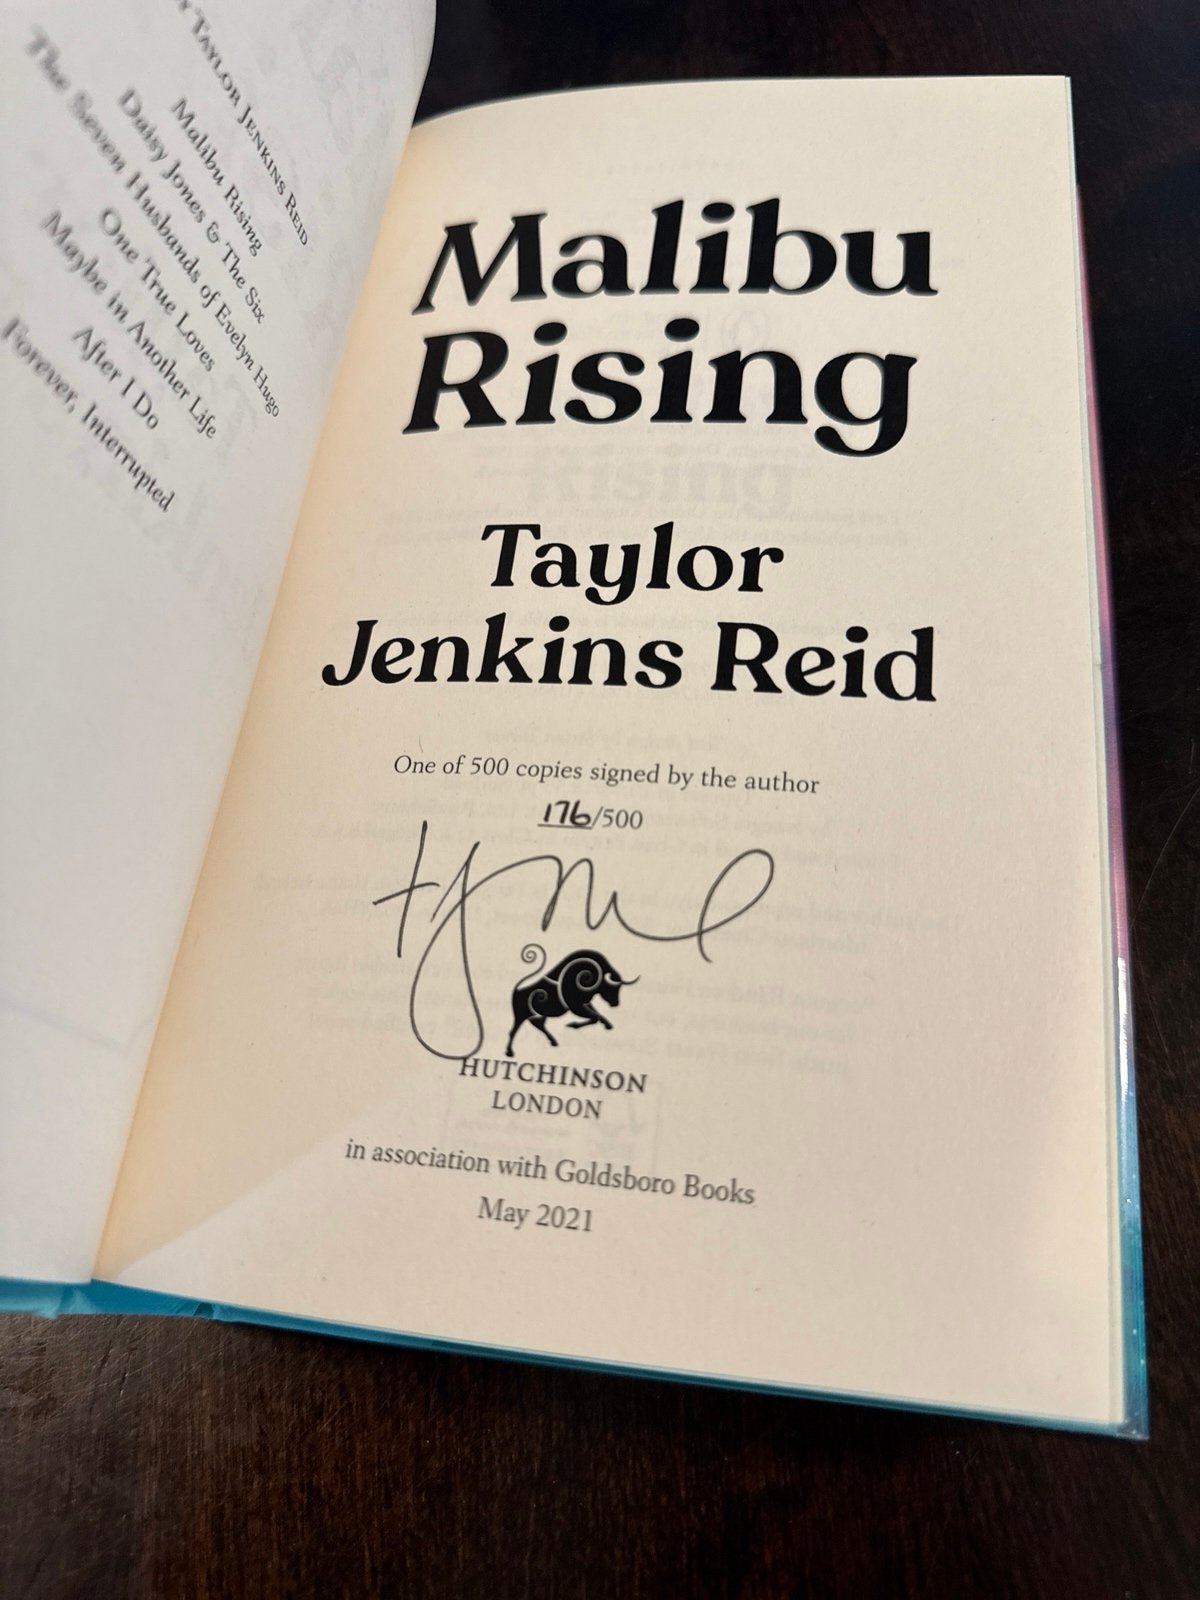 TAYLOR JENKINS REID
Malibu Rising
Daisy Jones & The Six
The Seven Husbands of Evelyn Hugo
One True Loves
Maybe in Another Life
After I Do
Forever, Interrupted
Malibu
Rising
Taylor
Jenkins Reid
One of 500 copies signed by the author
176/500
HUTCHINSON
LONDON
in association with Goldsboro Books
May 2021